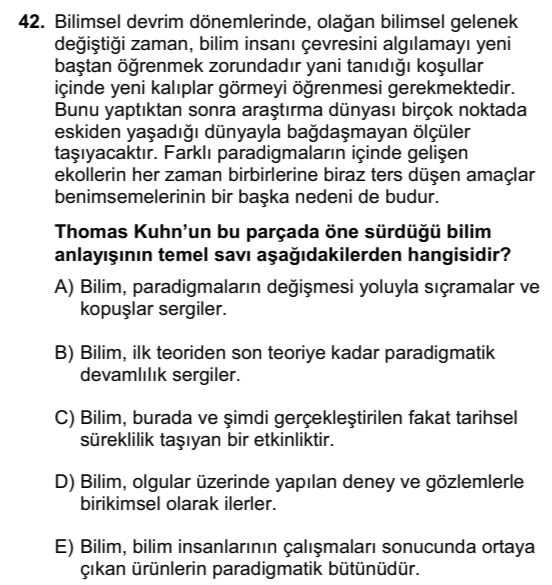 42. Bilimsel devrim dönemlerinde, olağan bilimsel gelenek
değiştiği zaman, bilim insanı çevresini algılamayı yeni
baştan öğrenmek zorundadır yani tanıdığı koşullar
içinde yeni kalıplar görmeyi öğrenmesi gerekmektedir.
Bunu yaptıktan sonra araştırma dünyası birçok noktada
eskiden yaşadığı dünyayla bağdaşmayan ölçüler
taşıyacaktır. Farklı paradigmaların içinde gelişen
ekollerin her zaman birbirlerine biraz ters düşen amaçlar
benimsemelerinin bir başka nedeni de budur.
Thomas Kuhn'un bu parçada öne sürdüğü bilim
anlayışının temel savı aşağıdakilerden hangisidir?
A) Bilim, paradigmaların değişmesi yoluyla sıçramalar ve
kopuşlar sergiler.
B) Bilim, ilk teoriden son teoriye kadar paradigmatik
devamlılık sergiler.
C) Bilim, burada ve şimdi gerçekleştirilen fakat tarihsel
süreklilik taşıyan bir etkinliktir.
D) Bilim, olgular üzerinde yapılan deney ve gözlemlerle
birikimsel olarak ilerler.
E) Bilim, bilim insanlarının çalışmaları sonucunda ortaya
çıkan ürünlerin paradigmatik bütünüdür.